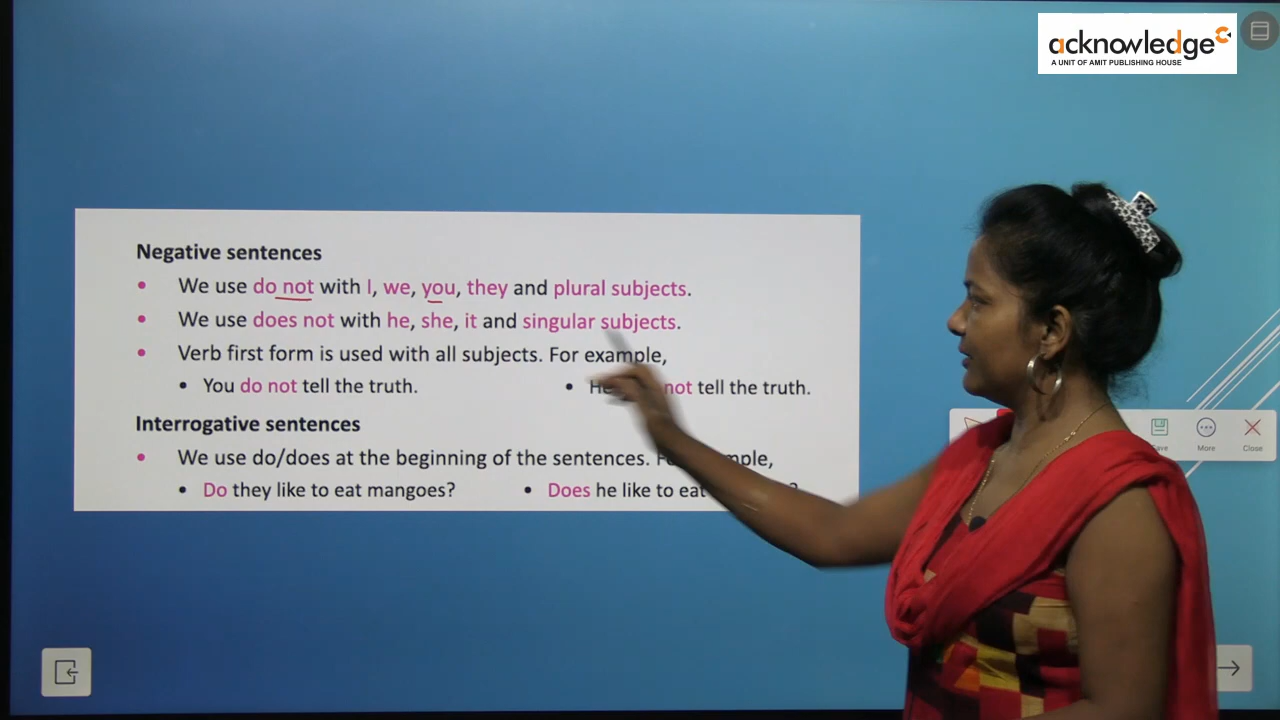 acknowledge
A UNIT OF AMIT PUBLISHING HOUSE
Negative sentences
• We use do not with I, we, you, they and plural subjects.
• We use does not with he, she, it and singular subjects.
• Verb first form is used with all subjects. For example,
• You do not tell the truth.
• He not tell the truth.
Interrogative sentences
• We use do/does at the beginning of the sentences.
• Do they like to eat mangoes?
• Does he like to eat ?
More
Close